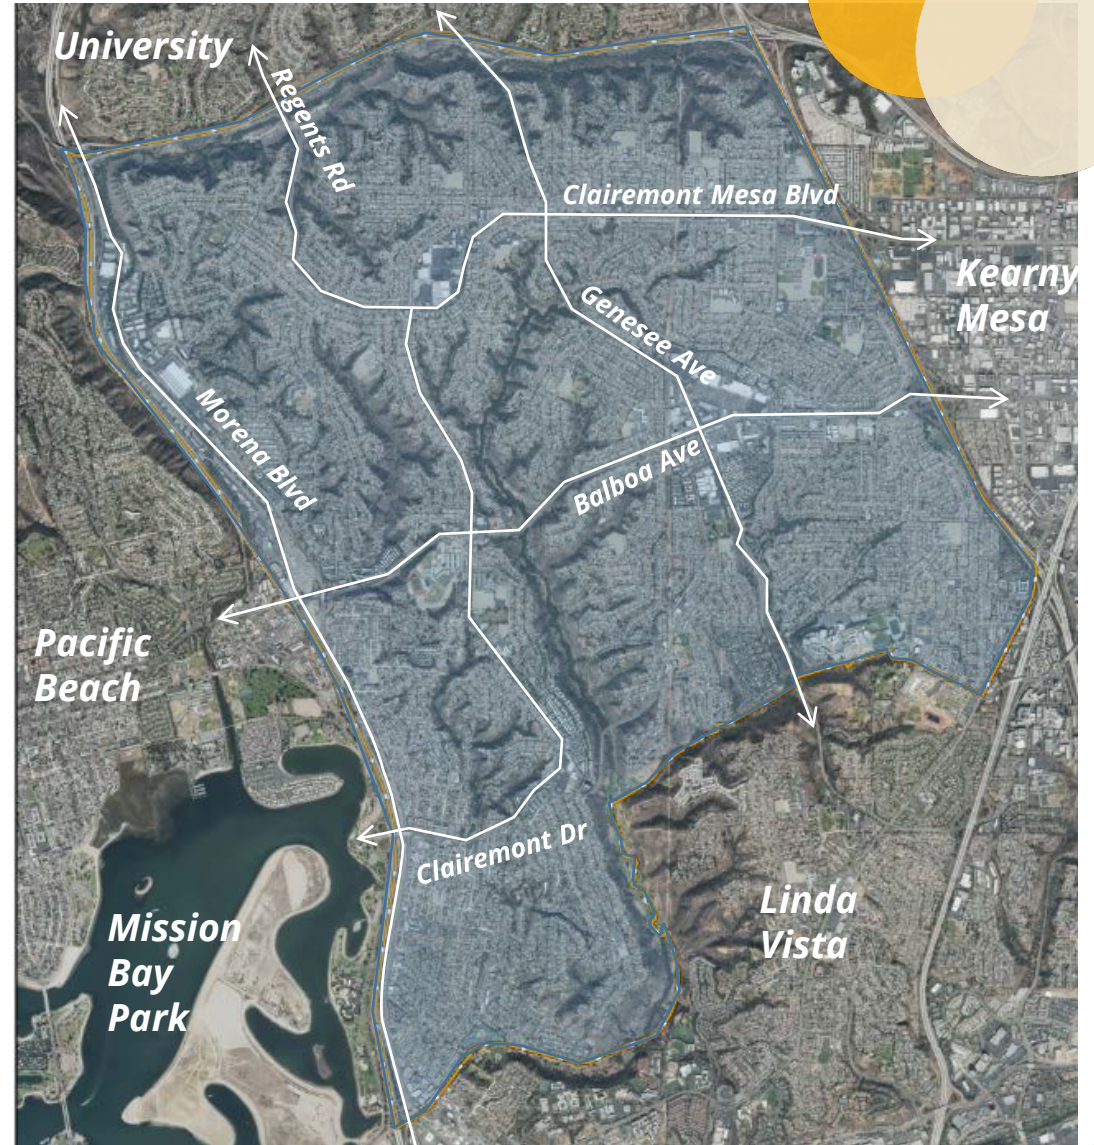 University
Regents Rd
Clairemont Mesa Blvd
Kearny
Mesa
Genesee Ave
Morena Blvd
Balboa Ave
Pacific
Beach
Clairemont Dr
Linda
Vista
Mission
Bay
Park